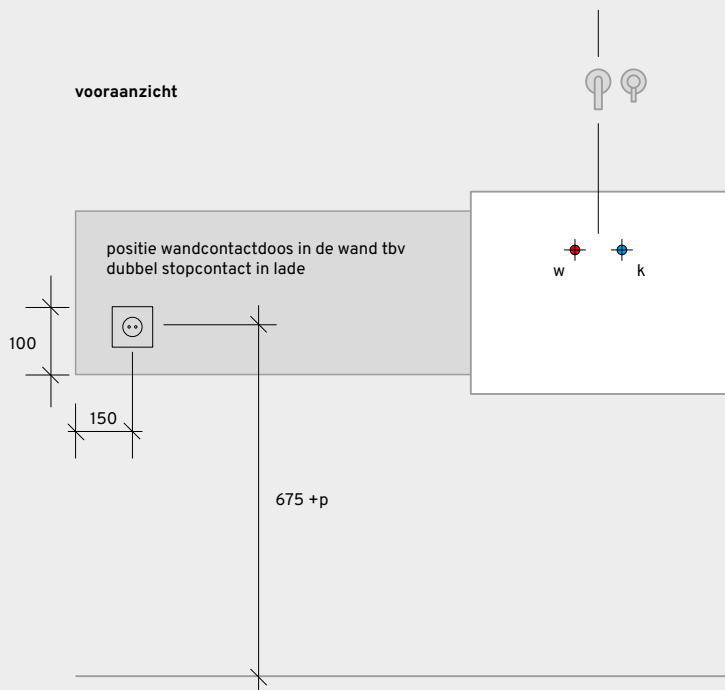 vooraanzicht
positie wandcontactdoos in de wand tbv
dubbel stopcontact in lade
w
k
100
150
675 +p